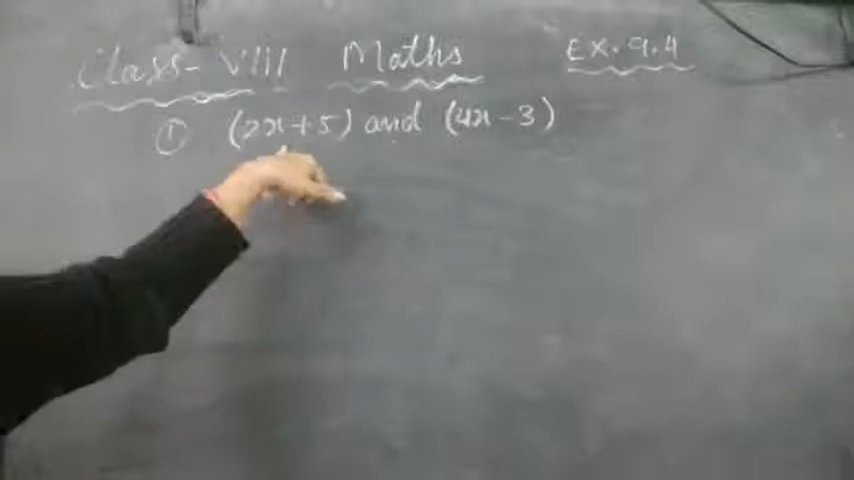 Class- VIII Maths EX. 9.4
① (2x+5) and (4x-3)